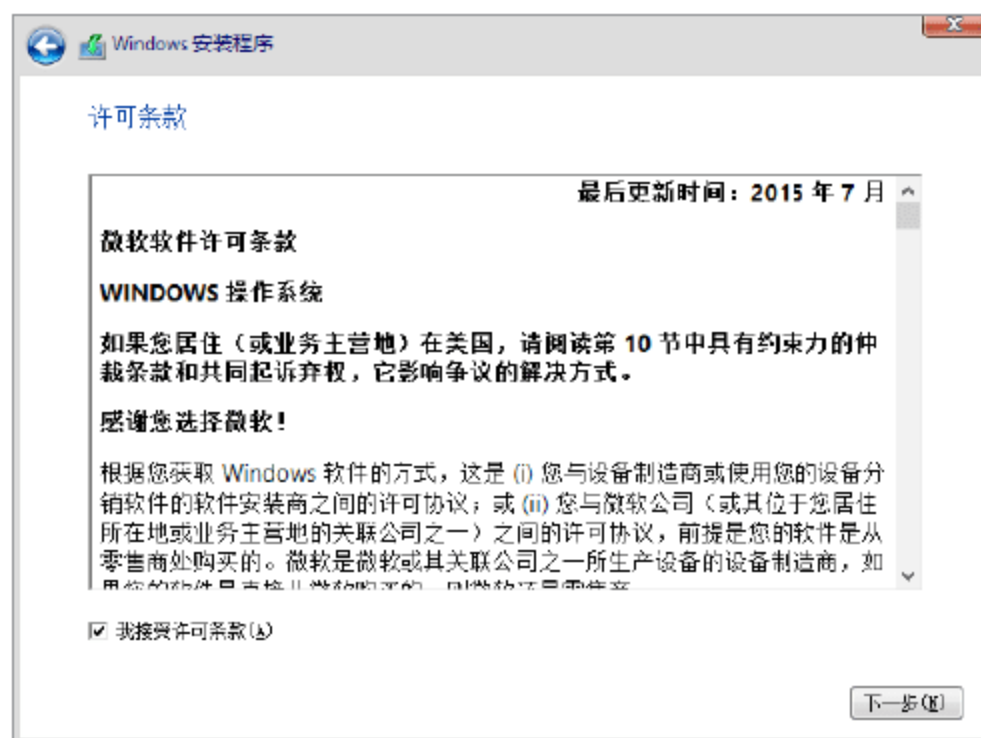 Windows 安装程序
许可条款
最后更新时间：2015 年 7 月
微软软件许可条款
WINDOWS 操作系统
如果您居住（或业务主营地）在美国，请阅读第 10 节中具有约束力的仲
裁条款和共同起诉弃权，它影响争议的解决方式。
感谢您选择微软!
根据您获取 Windows 软件的方式，这是 (i) 您与设备制造商或使用您的设备分
销软件的软件安装商之间的许可协议；或 (ii) 您与微软公司（或其位于您居住
所在地或业务主营地的关联公司之一）之间的许可协议，前提是您的软件是从
零售商处购买的。微软是微软或其关联公司之一所生产设备的设备制造商，如
我接受许可条款(A)
下一步(N)